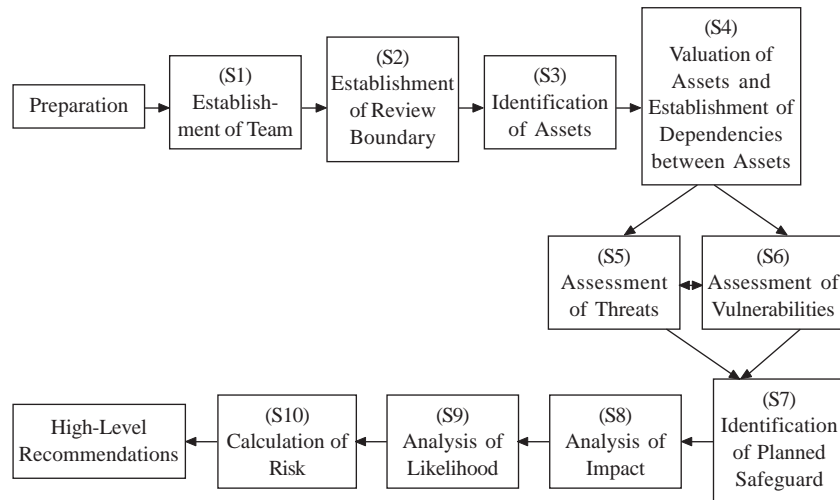 Preparation
(S1)
Establish-
ment of Team
(S2)
Establishment
of Review
Boundary
(S3)
Identification
of Assets
(S4)
Valuation of
Assets and
Establishment of
Dependencies
between Assets
(S5)
Assessment
of Threats
(S6)
Assessment of
Vulnerabilities
(S7)
Identification
of Planned
Safeguard
(S8)
Analysis of
Impact
(S9)
Analysis of
Likelihood
(S10)
Calculation of
Risk
High-Level
Recommendations